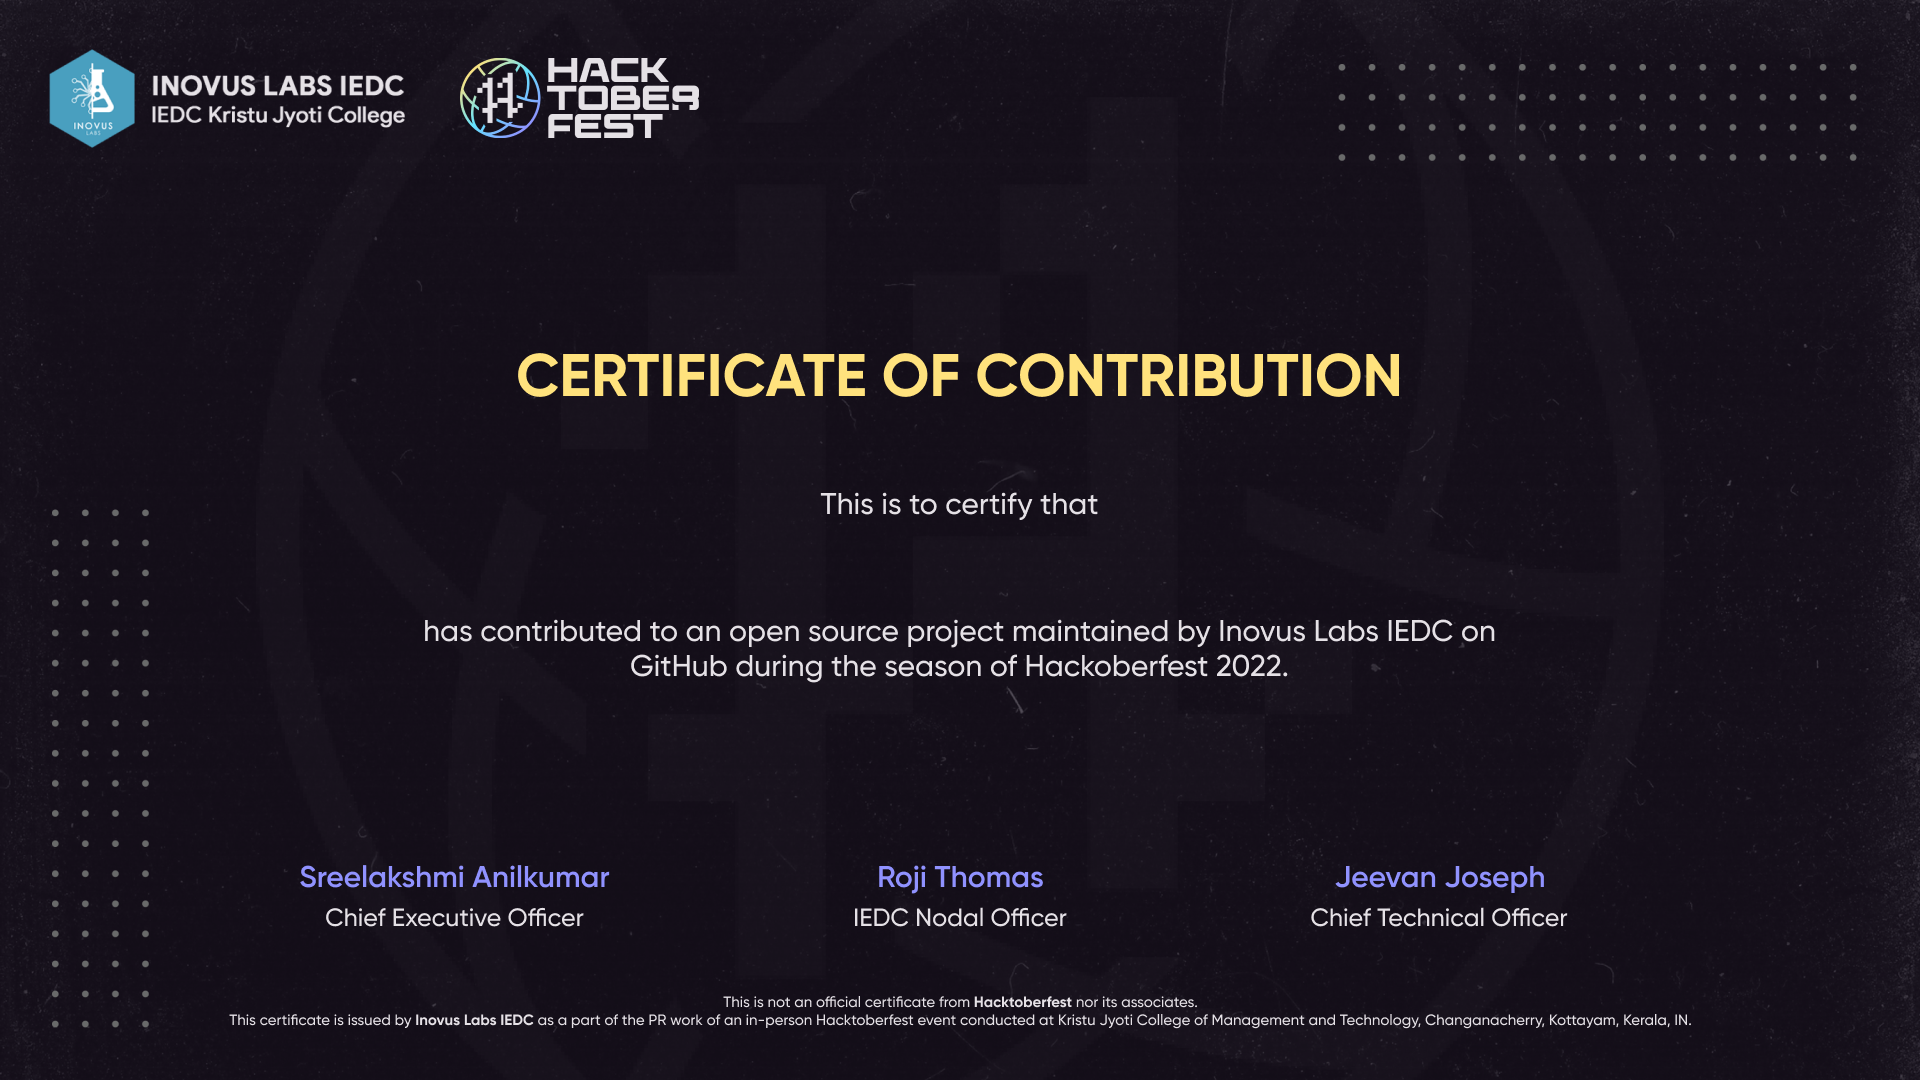 INOVUS LABS IEDC
IEDC Kristu Jyoti College
INOVUS
LABS
HACK
TOBER
FEST
CERTIFICATE OF CONTRIBUTION
This is to certify that
has contributed to an open source project maintained by Inovus Labs IEDC on
GitHub during the season of Hackoberfest 2022.
Sreelakshmi Anilkumar
Chief Executive Officer
Roji Thomas
IEDC Nodal Officer
Jeevan Joseph
Chief Technical Officer
This is not an official certificate from Hacktoberfest nor its associates.
This certificate is issued by Inovus Labs IEDC as a part of the PR work of an in-person Hacktoberfest event conducted at Kristu Jyoti College of Management and Technology, Changanacherry, Kottayam, Kerala, IN.